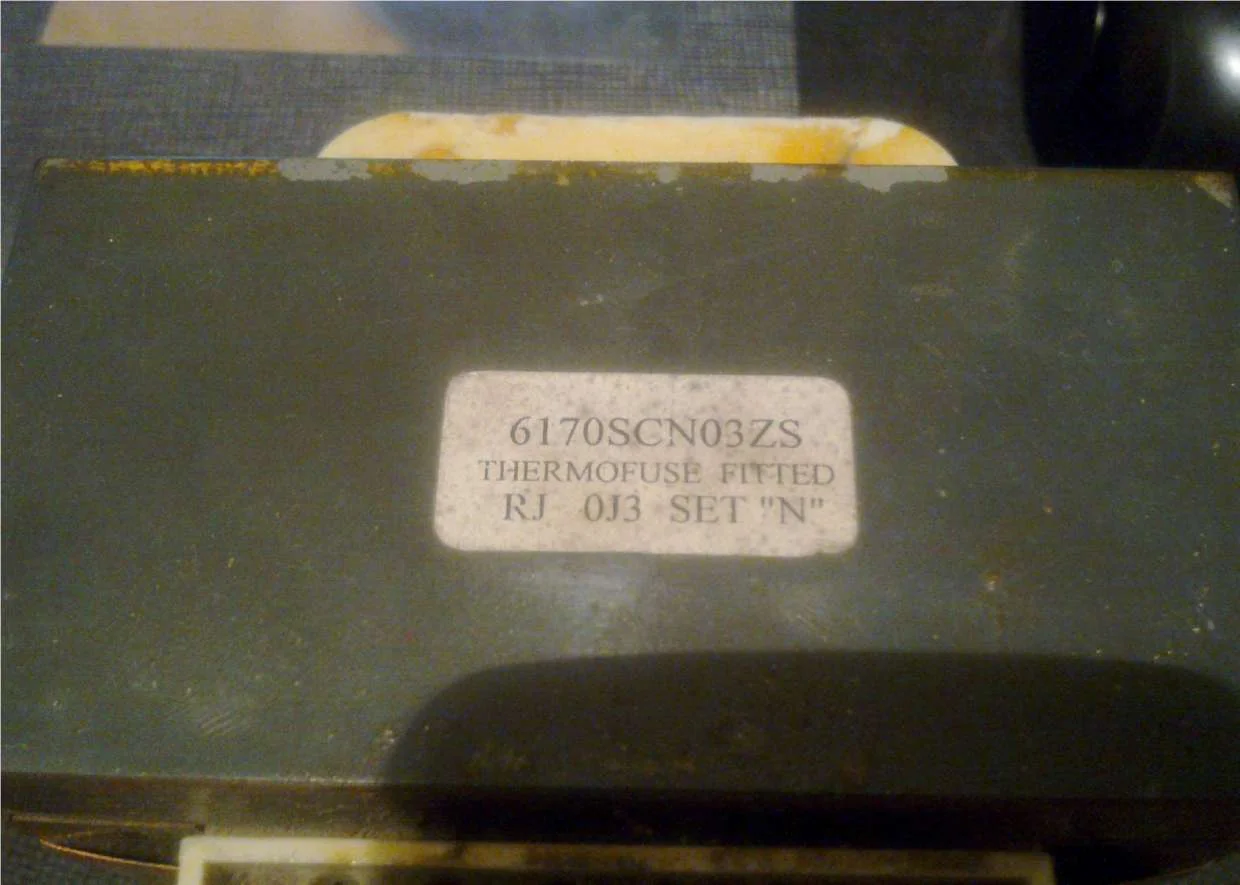 6170SCN03ZS
THERMOFUSE FITTED
RJ 0J3 SET "N"